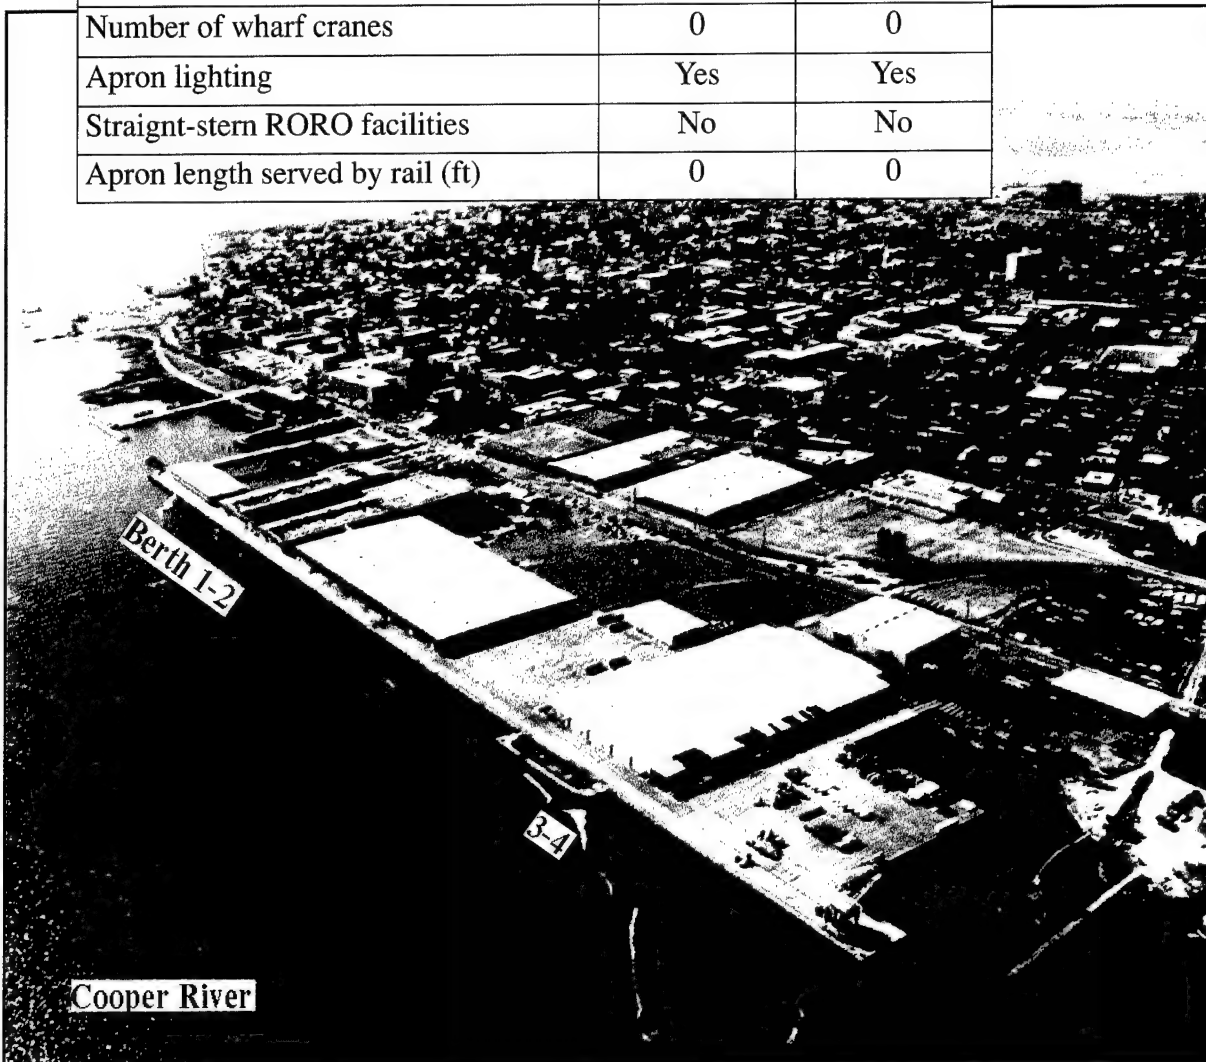 Number of wharf cranes 0 0
Apron lighting Yes Yes
Straignt-stern RORO facilities No No
Apron length served by rail (ft) 0 0
Berth 1-2
3-4
Cooper River